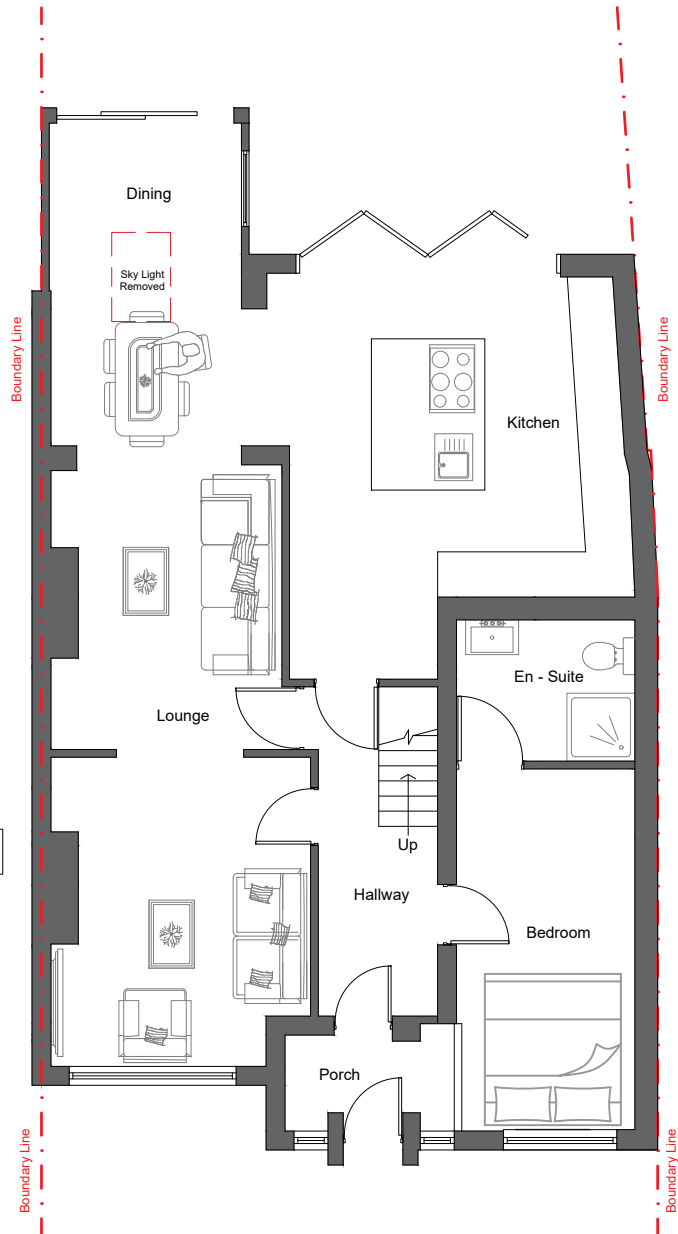 Dining
Sky Light
Removed
Boundary Line
Boundary Line
Kitchen
En - Suite
Lounge
Up
Hallway
Bedroom
Porch
Boundary Line
Boundary Line